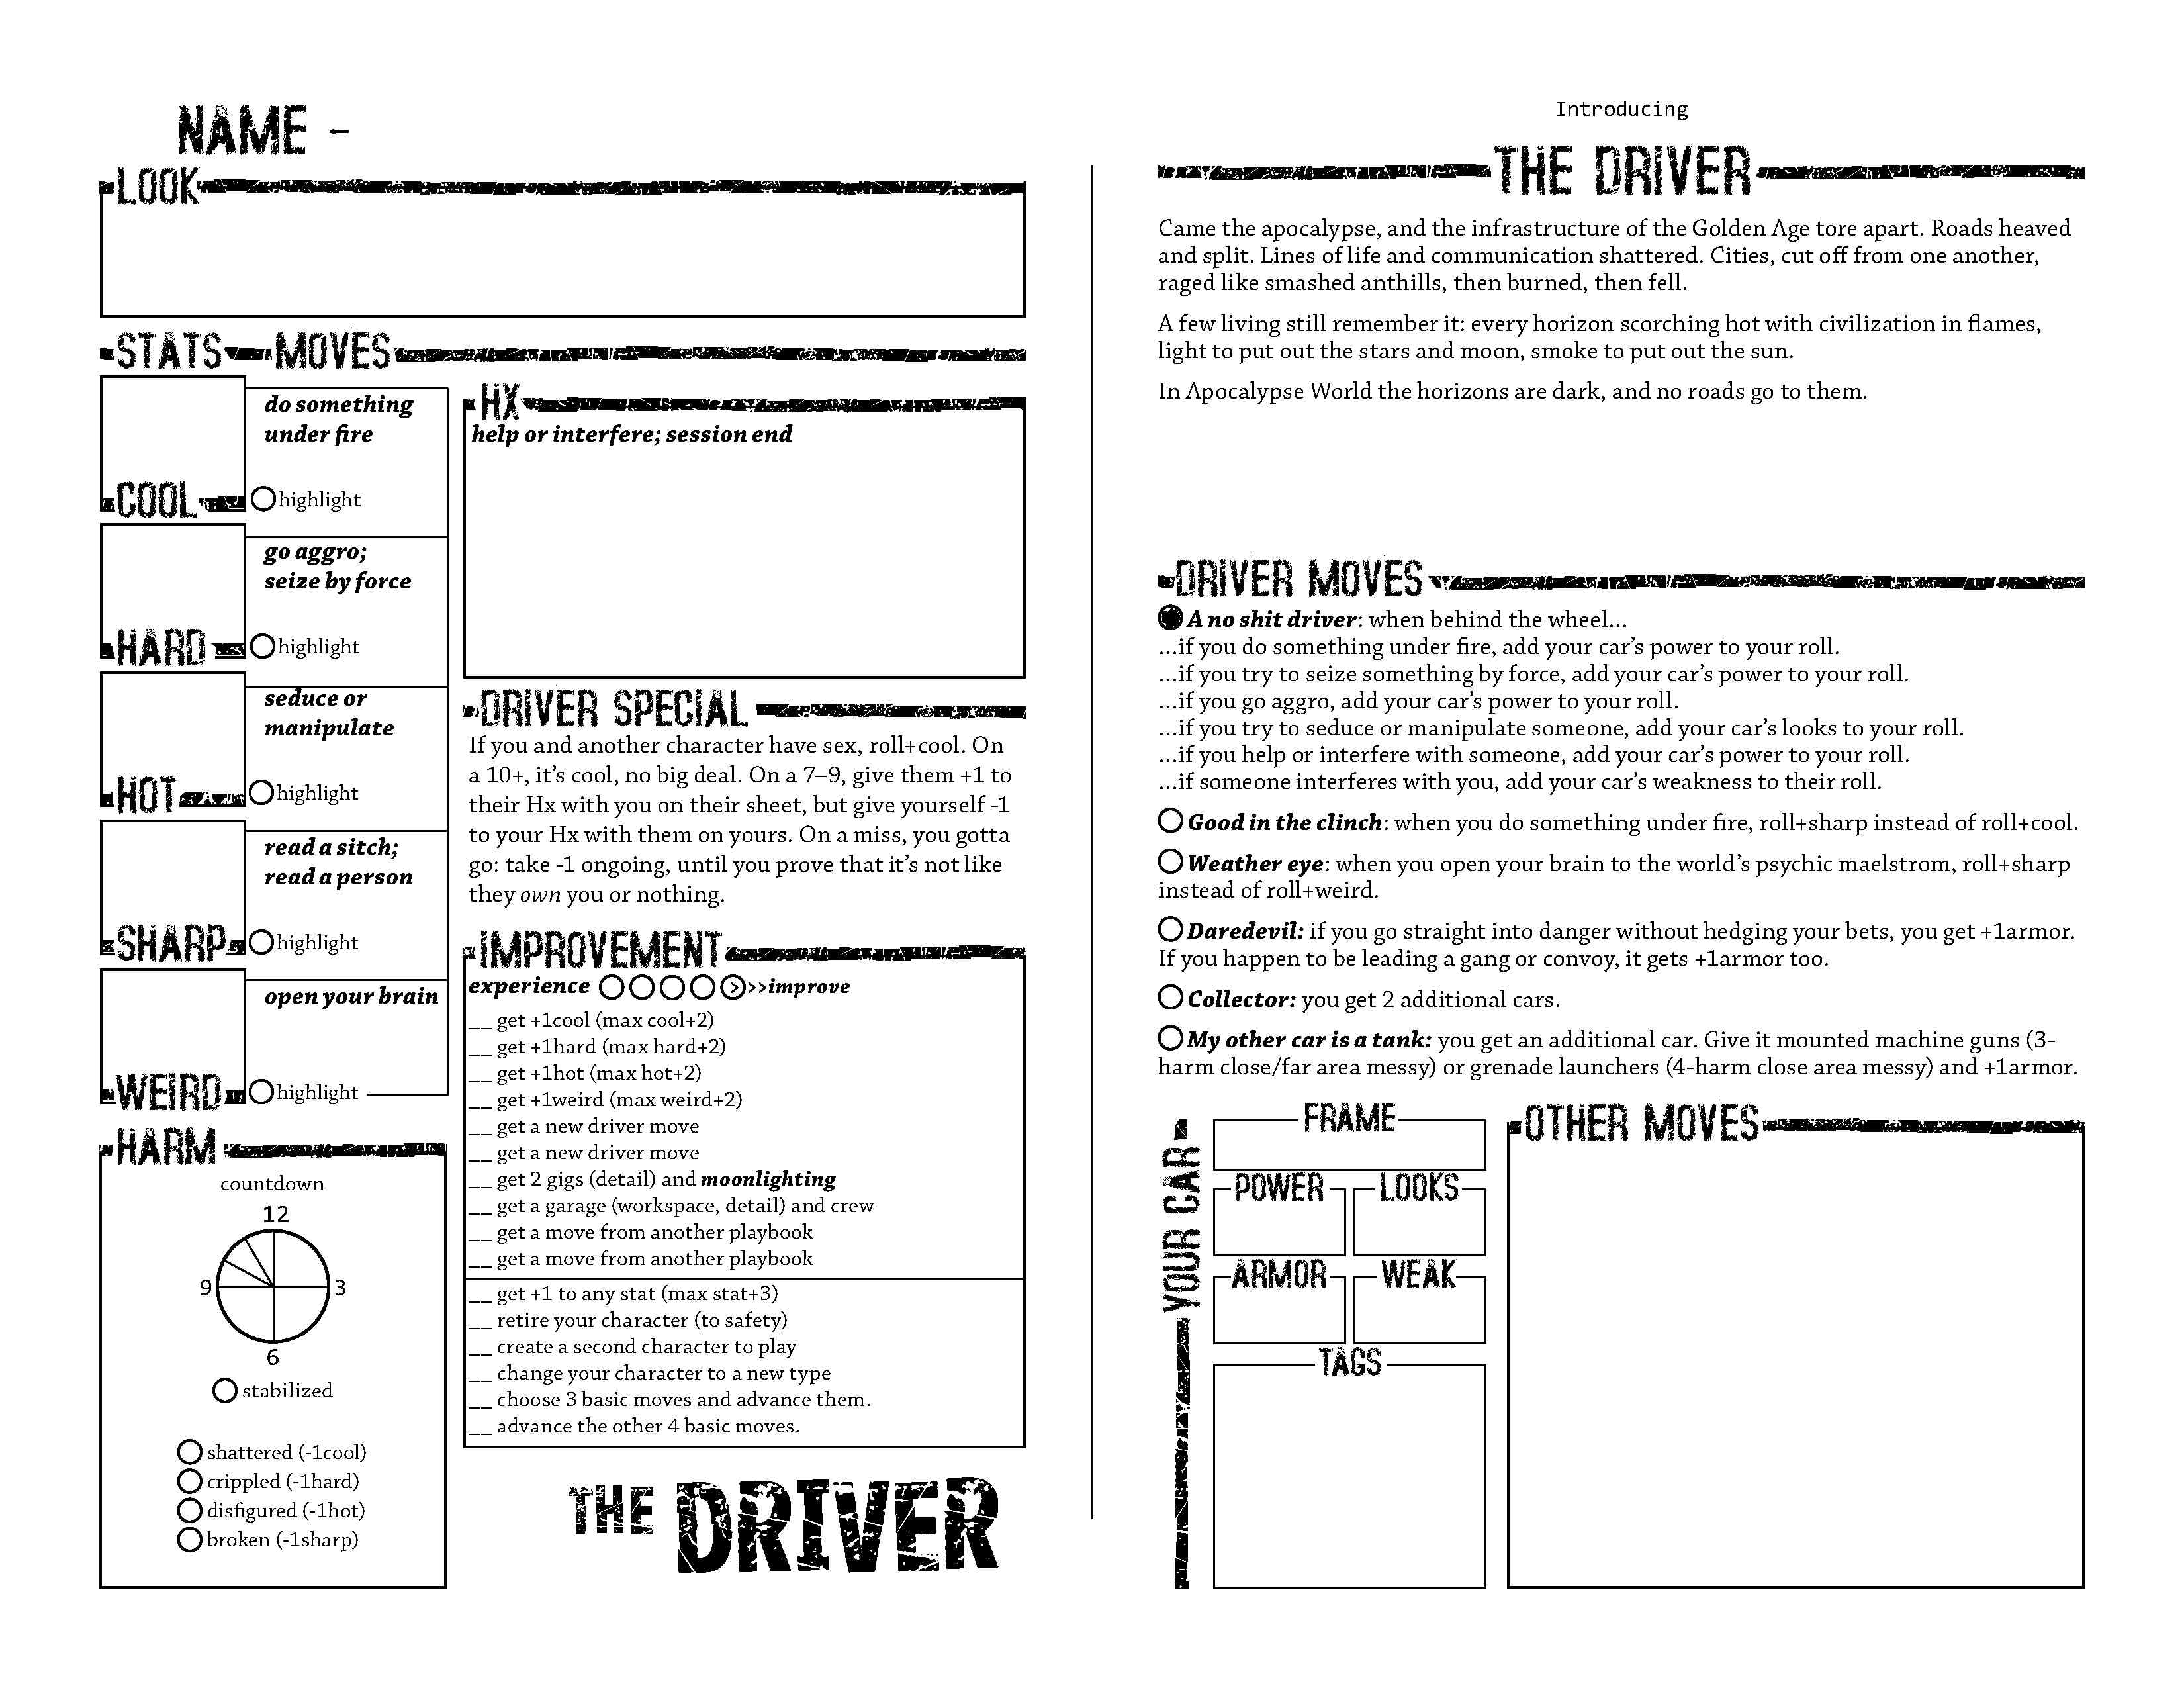 NAME -
LOOK
STATS MOVES
do something
under fire
COOL
highlight
go aggro;
seize by force
HARD
highlight
seduce or
manipulate
HOT
highlight
read a sitch;
read a person
SHARP
highlight
open your brain
WEIRD
highlight
HARM
countdown
12
9
3
6
stabilized
shattered (-1cool)
crippled (-1hard)
disfigured (-1hot)
broken (-1sharp)
HX
help or interfere; session end
DRIVER SPECIAL
If you and another character have sex, roll+cool. On
a 10+, it's cool, no big deal. On a 7–9, give them +1 to
their Hx with you on their sheet, but give yourself -1
to your Hx with them on yours. On a miss, you gotta
go: take -1 ongoing, until you prove that it's not like
they own you or nothing.
IMPROVEMENT
experience >>>improve
__ get +1cool (max cool+2)
__ get +1hard (max hard+2)
__ get +1hot (max hot+2)
__ get +1weird (max weird+2)
__ get a new driver move
__ get a new driver move
__ get 2 gigs (detail) and moonlighting
__ get a garage (workspace, detail) and crew
__ get a move from another playbook
__ get a move from another playbook
__ get +1 to any stat (max stat+3)
__ retire your character (to safety)
__ create a second character to play
__ change your character to a new type
__ choose 3 basic moves and advance them.
__ advance the other 4 basic moves.
THE DRIVER
Introducing
THE DRIVER
Came the apocalypse, and the infrastructure of the Golden Age tore apart. Roads heaved
and split. Lines of life and communication shattered. Cities, cut off from one another,
raged like smashed anthills, then burned, then fell.
A few living still remember it: every horizon scorching hot with civilization in flames,
light to put out the stars and moon, smoke to put out the sun.
In Apocalypse World the horizons are dark, and no roads go to them.
DRIVER MOVES
A no shit driver: when behind the wheel...
...if you do something under fire, add your car's power to your roll.
...if you try to seize something by force, add your car's power to your roll.
...if you go aggro, add your car's power to your roll.
...if you try to seduce or manipulate someone, add your car's looks to your roll.
...if you help or interfere with someone, add your car's power to your roll.
...if someone interferes with you, add your car's weakness to their roll.
Good in the clinch: when you do something under fire, roll+sharp instead of roll+cool.
Weather eye: when you open your brain to the world's psychic maelstrom, roll+sharp
instead of roll+weird.
Daredevil: if you go straight into danger without hedging your bets, you get +1armor.
If you happen to be leading a gang or convoy, it gets +1armor too.
Collector: you get 2 additional cars.
My other car is a tank: you get an additional car. Give it mounted machine guns (3-
harm close/far area messy) or grenade launchers (4-harm close area messy) and +1armor.
YOUR CAR
FRAME
POWER
LOOKS
ARMOR
WEAK
TAGS
OTHER MOVES